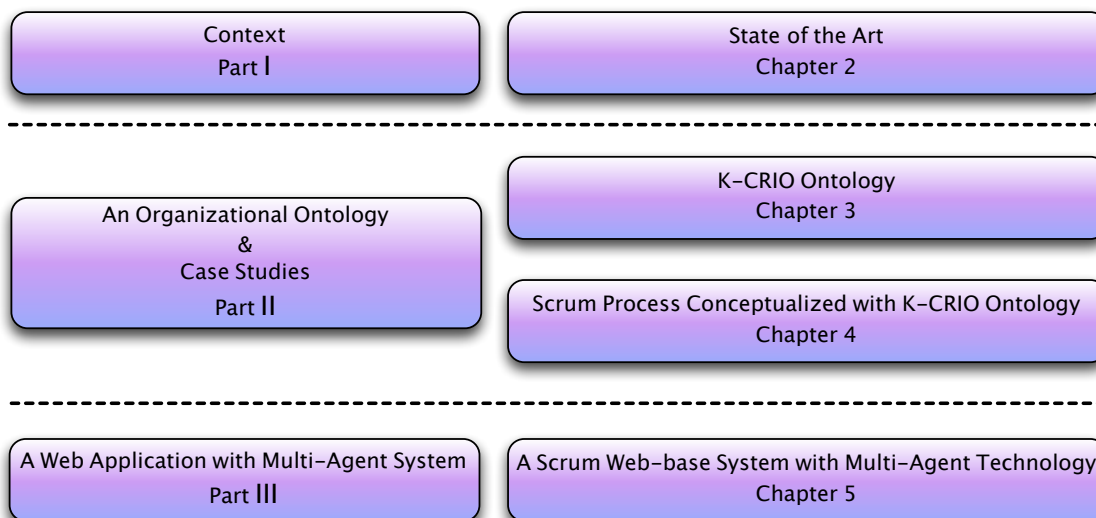 Context
Part I
State of the Art
Chapter 2
An Organizational Ontology
&
Case Studies
Part II
K-CRIO Ontology
Chapter 3
Scrum Process Conceptualized with K-CRIO Ontology
Chapter 4
A Web Application with Multi-Agent System
Part III
A Scrum Web-base System with Multi-Agent Technology
Chapter 5